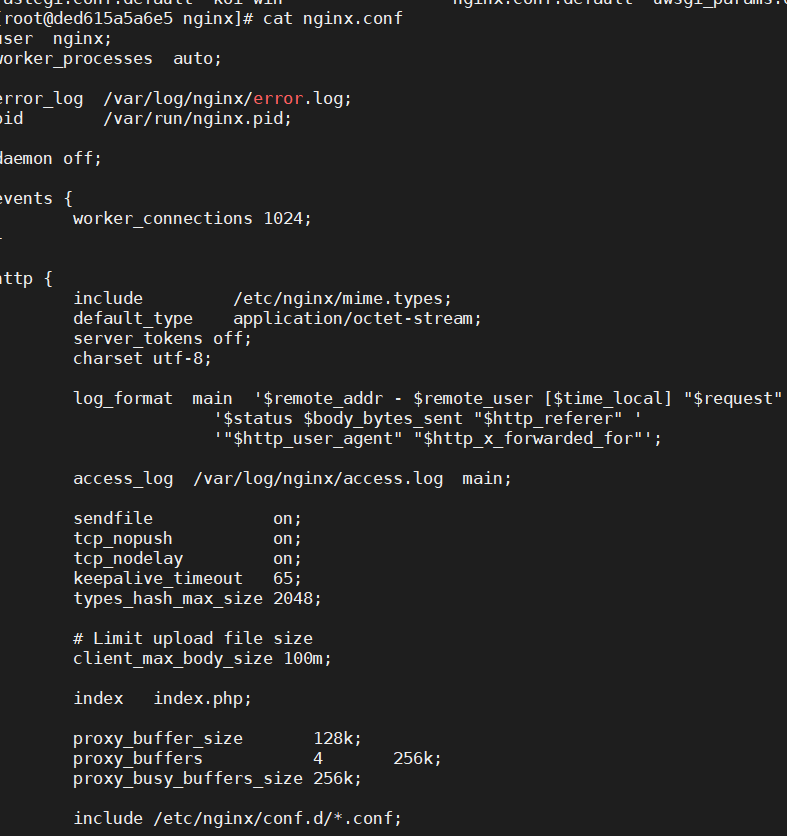 koi-win nginx.conf.default uwsgi_params.
[root@ded615a5a6e5 nginx]# cat nginx.conf
user  nginx;
worker_processes  auto;
error_log  /var/log/nginx/error.log;
pid        /var/run/nginx.pid;
daemon off;
events {
worker_connections 1024;
}
http {
include         /etc/nginx/mime.types;
default_type    application/octet-stream;
server_tokens off;
charset utf-8;
log_format  main  '$remote_addr - $remote_user [$time_local] "$request"
'$status $body_bytes_sent "$http_referer" '
'"$http_user_agent" "$http_x_forwarded_for"';
access_log  /var/log/nginx/access.log  main;
sendfile            on;
tcp_nopush          on;
tcp_nodelay         on;
keepalive_timeout   65;
types_hash_max_size 2048;
# Limit upload file size
client_max_body_size 100m;
index   index.php;
proxy_buffer_size       128k;
proxy_buffers           4       256k;
proxy_busy_buffers_size 256k;
include /etc/nginx/conf.d/*.conf;